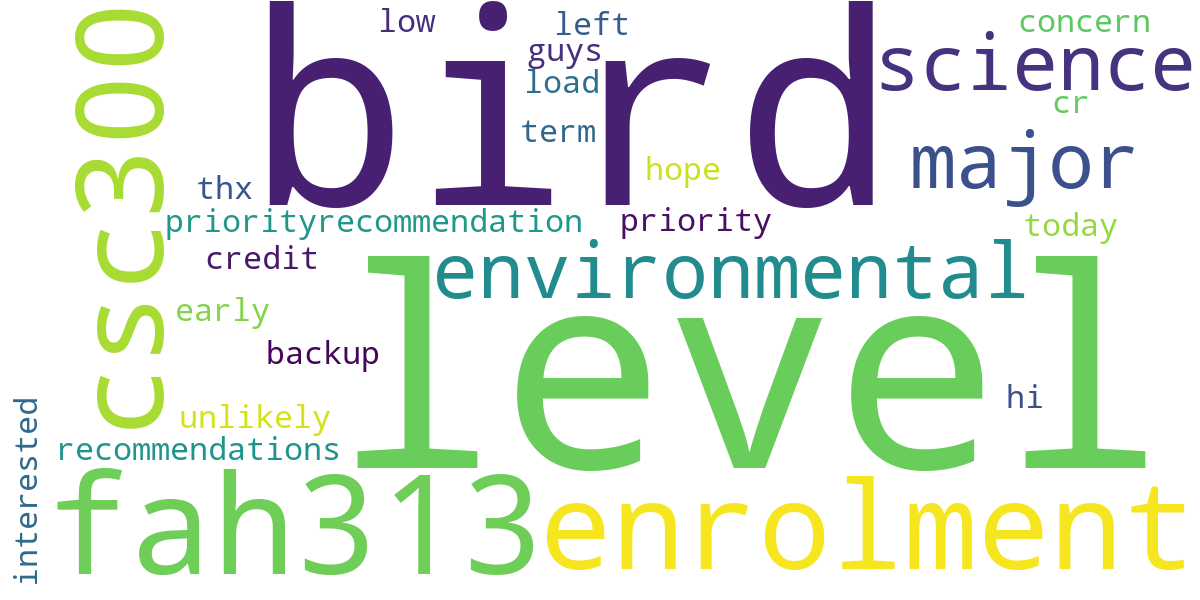 low
left
concern
bird
guys
science
load
cr
csc300
term
major
hope
thx
priorityrecommendation
priority
today
credit
environmental
early
level
backup
hi
unlikely
interested
recommendations
fah313
enrolment